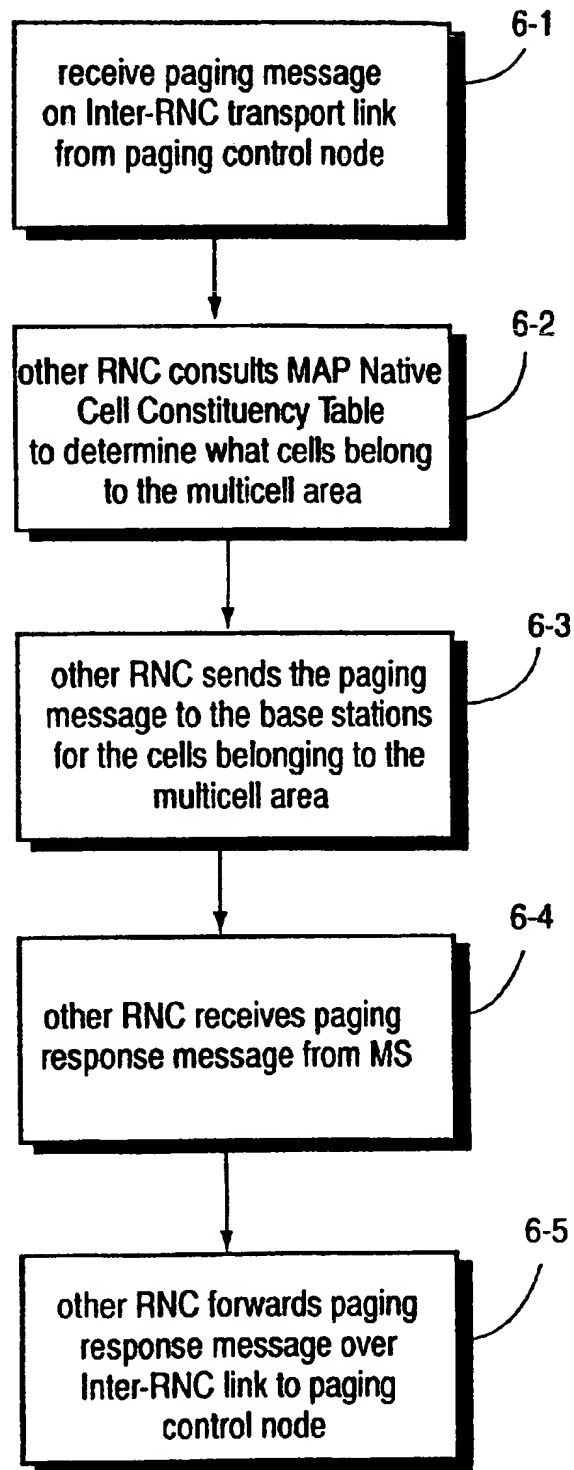 6-1
receive paging message
on Inter-RNC transport link
from paging control node
6-2
other RNC consults MAP Native
Cell Constituency Table
to determine what cells belong
to the multicell area
6-3
other RNC sends the paging
message to the base stations
for the cells belonging to the
multicell area
6-4
other RNC receives paging
response message from MS
6-5
other RNC forwards paging
response message over
Inter-RNC link to paging
control node